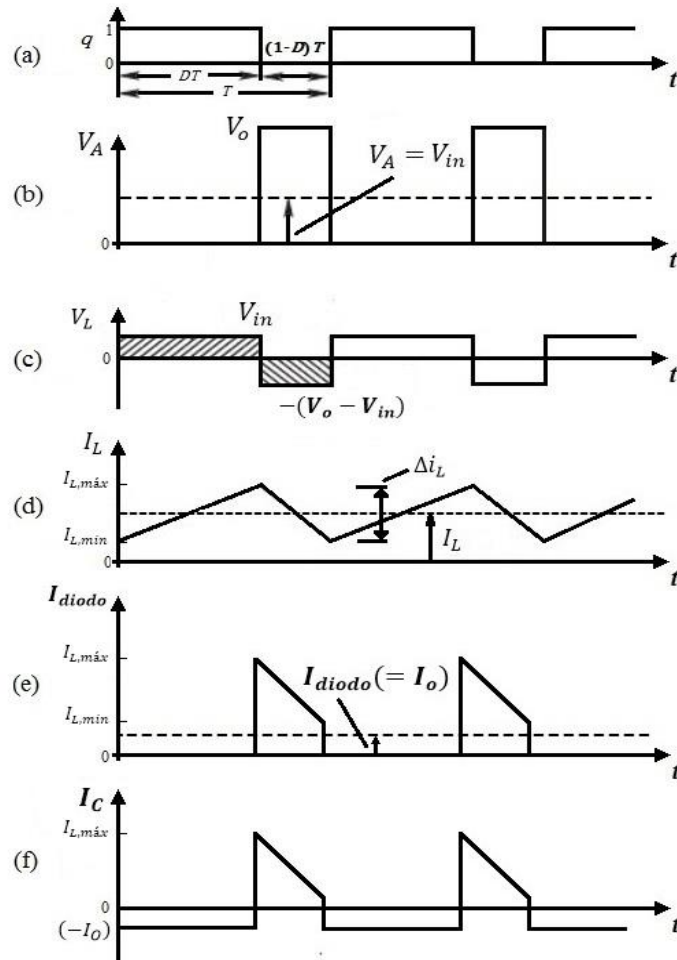 (a)
q
1
0
DT
(1-D)T
T
t
(b)
V_A
V_o
V_A = V_in
0
t
(c)
V_L
V_in
0
−(V_o − V_in)
t
(d)
I_L
I_L,máx
Δi_L
I_L,min
I_L
0
t
(e)
I_diodo
I_L,máx
I_diodo(= I_o)
I_L,min
0
t
(f)
I_C
I_L,máx
0
(−I_O)
t